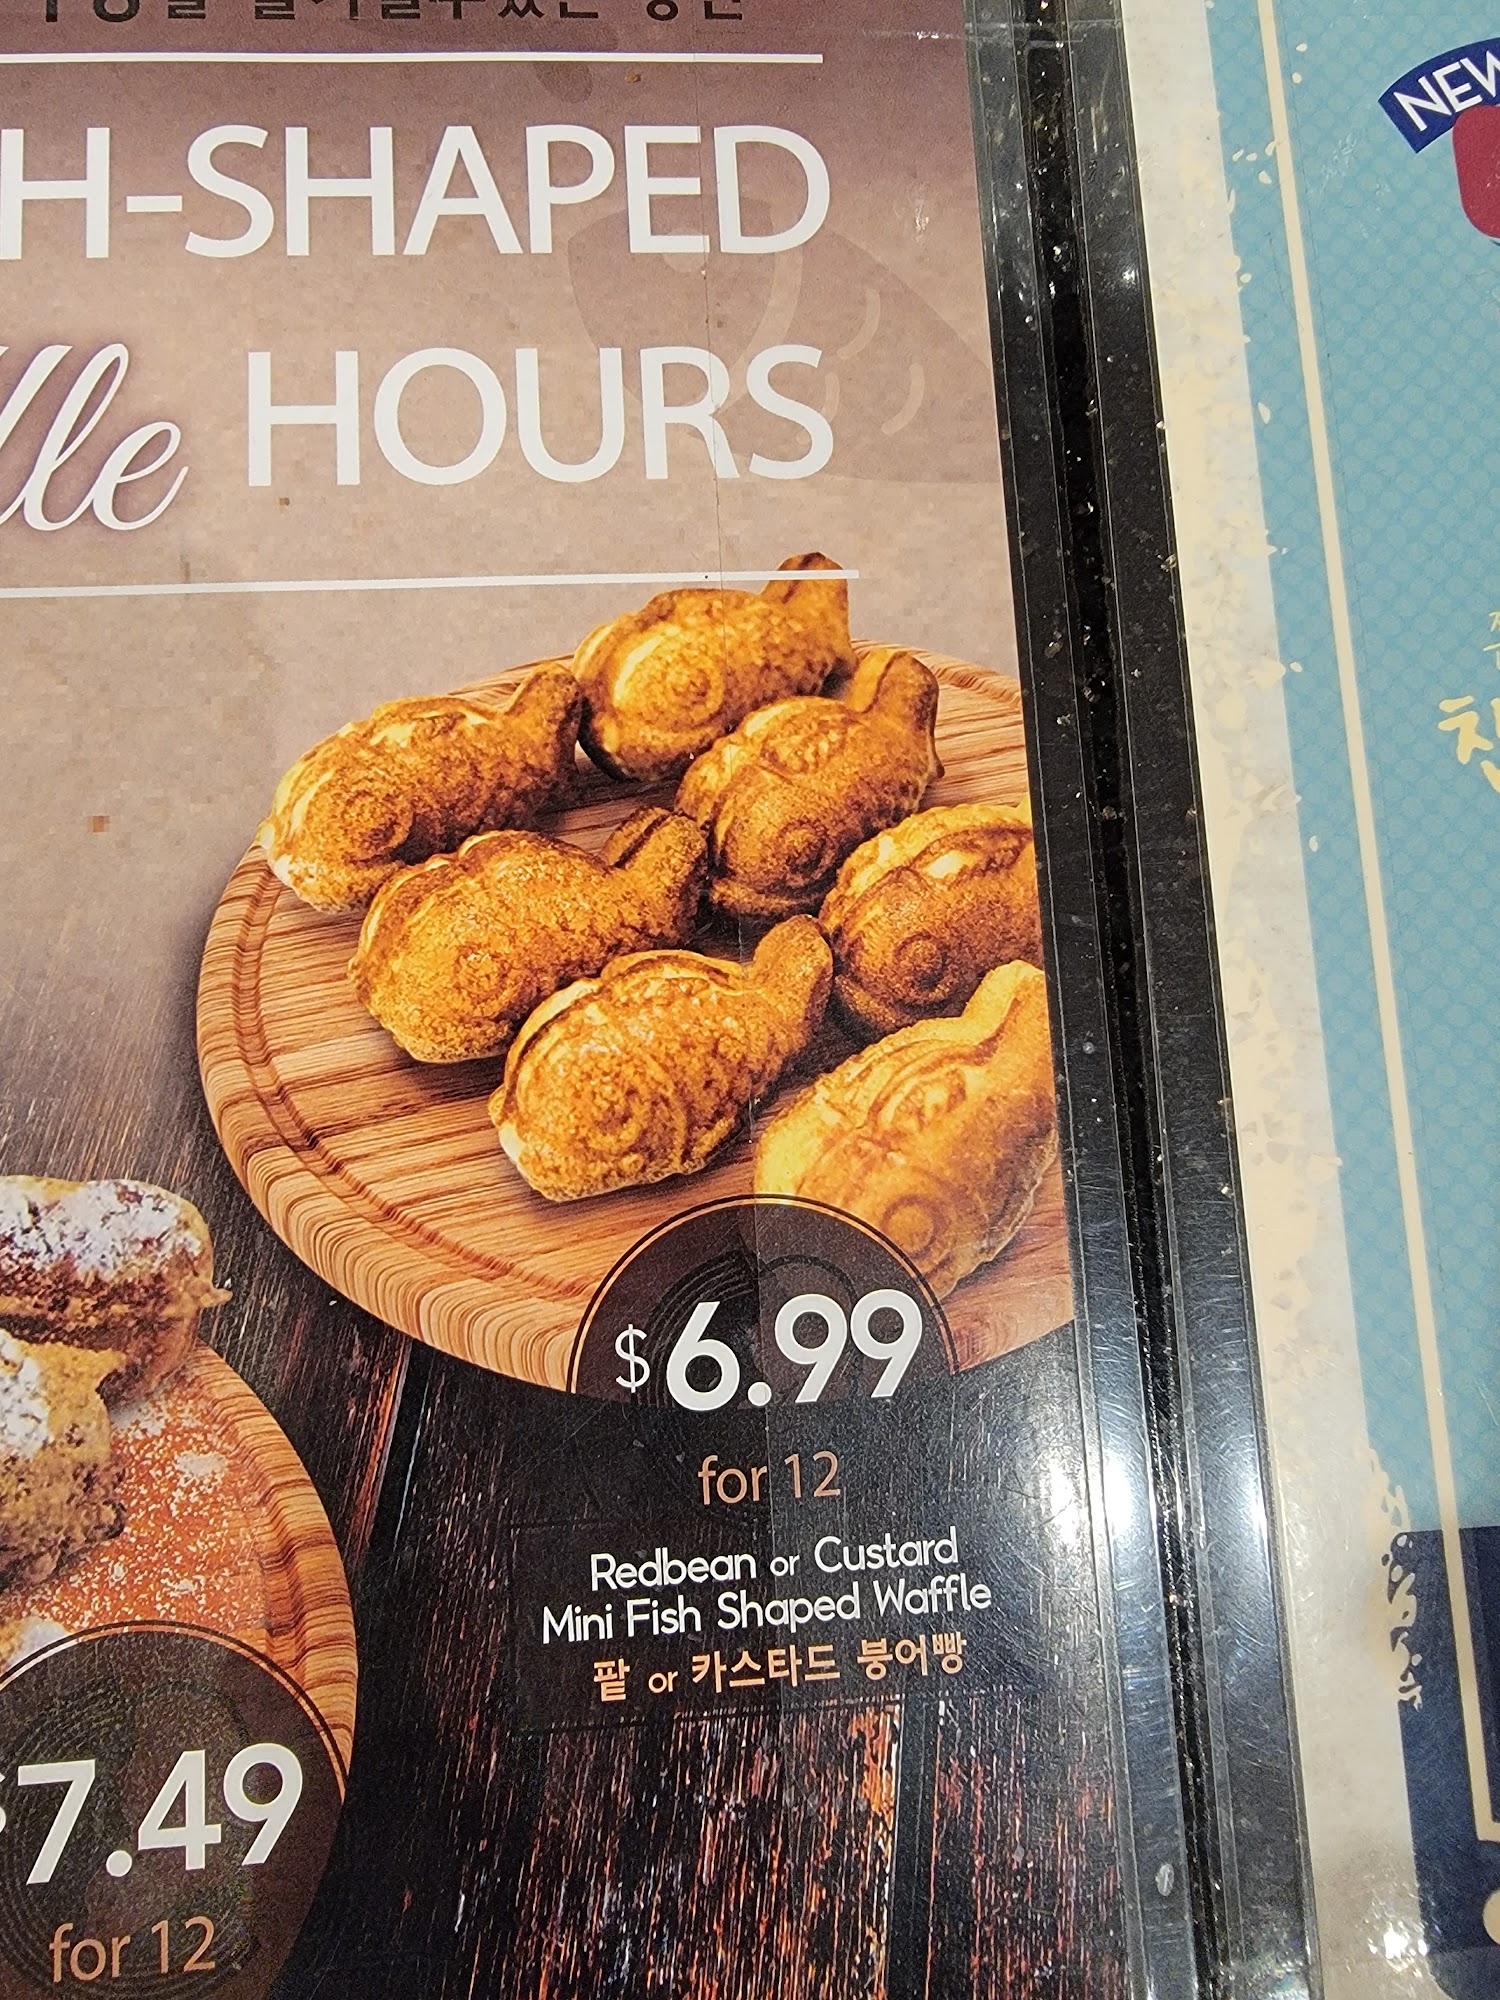 H-SHAPED
HOURS
$6.99
for 12
Redbean or Custard
Mini Fish Shaped Waffle
팥 or 카스타드 붕어빵
$7.49
for 12
NEW